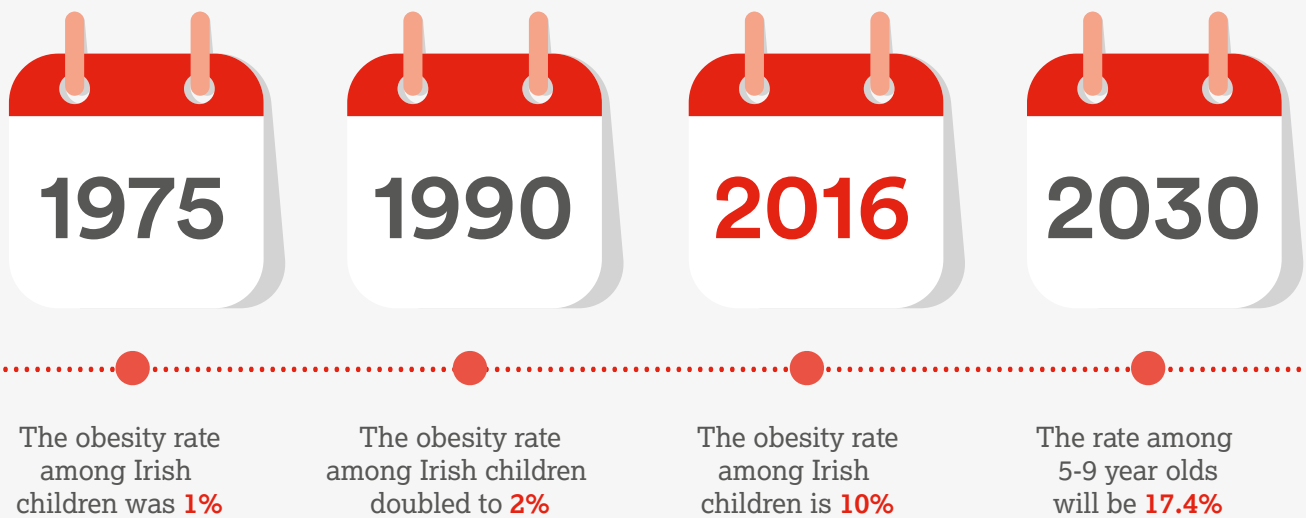 1975
1990
2016
2030
The obesity rate
among Irish
children was 1%
The obesity rate
among Irish children
doubled to 2%
The obesity rate
among Irish
children is 10%
The rate among
5-9 year olds
will be 17.4%